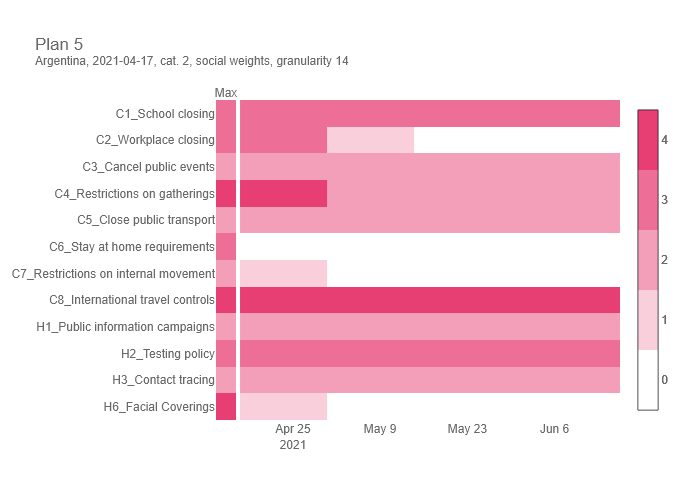 Plan 5
Argentina, 2021-04-17, cat. 2, social weights, granularity 14
Max
C1_School closing
C2_Workplace closing
C3_Cancel public events
C4_Restrictions on gatherings
C5_Close public transport
C6_Stay at home requirements
C7_Restrictions on internal movement
C8_International travel controls
H1_Public information campaigns
H2_Testing policy
H3_Contact tracing
H6_Facial Coverings
4
3
2
1
0
Apr 25 May 9 May 23 Jun 6
2021